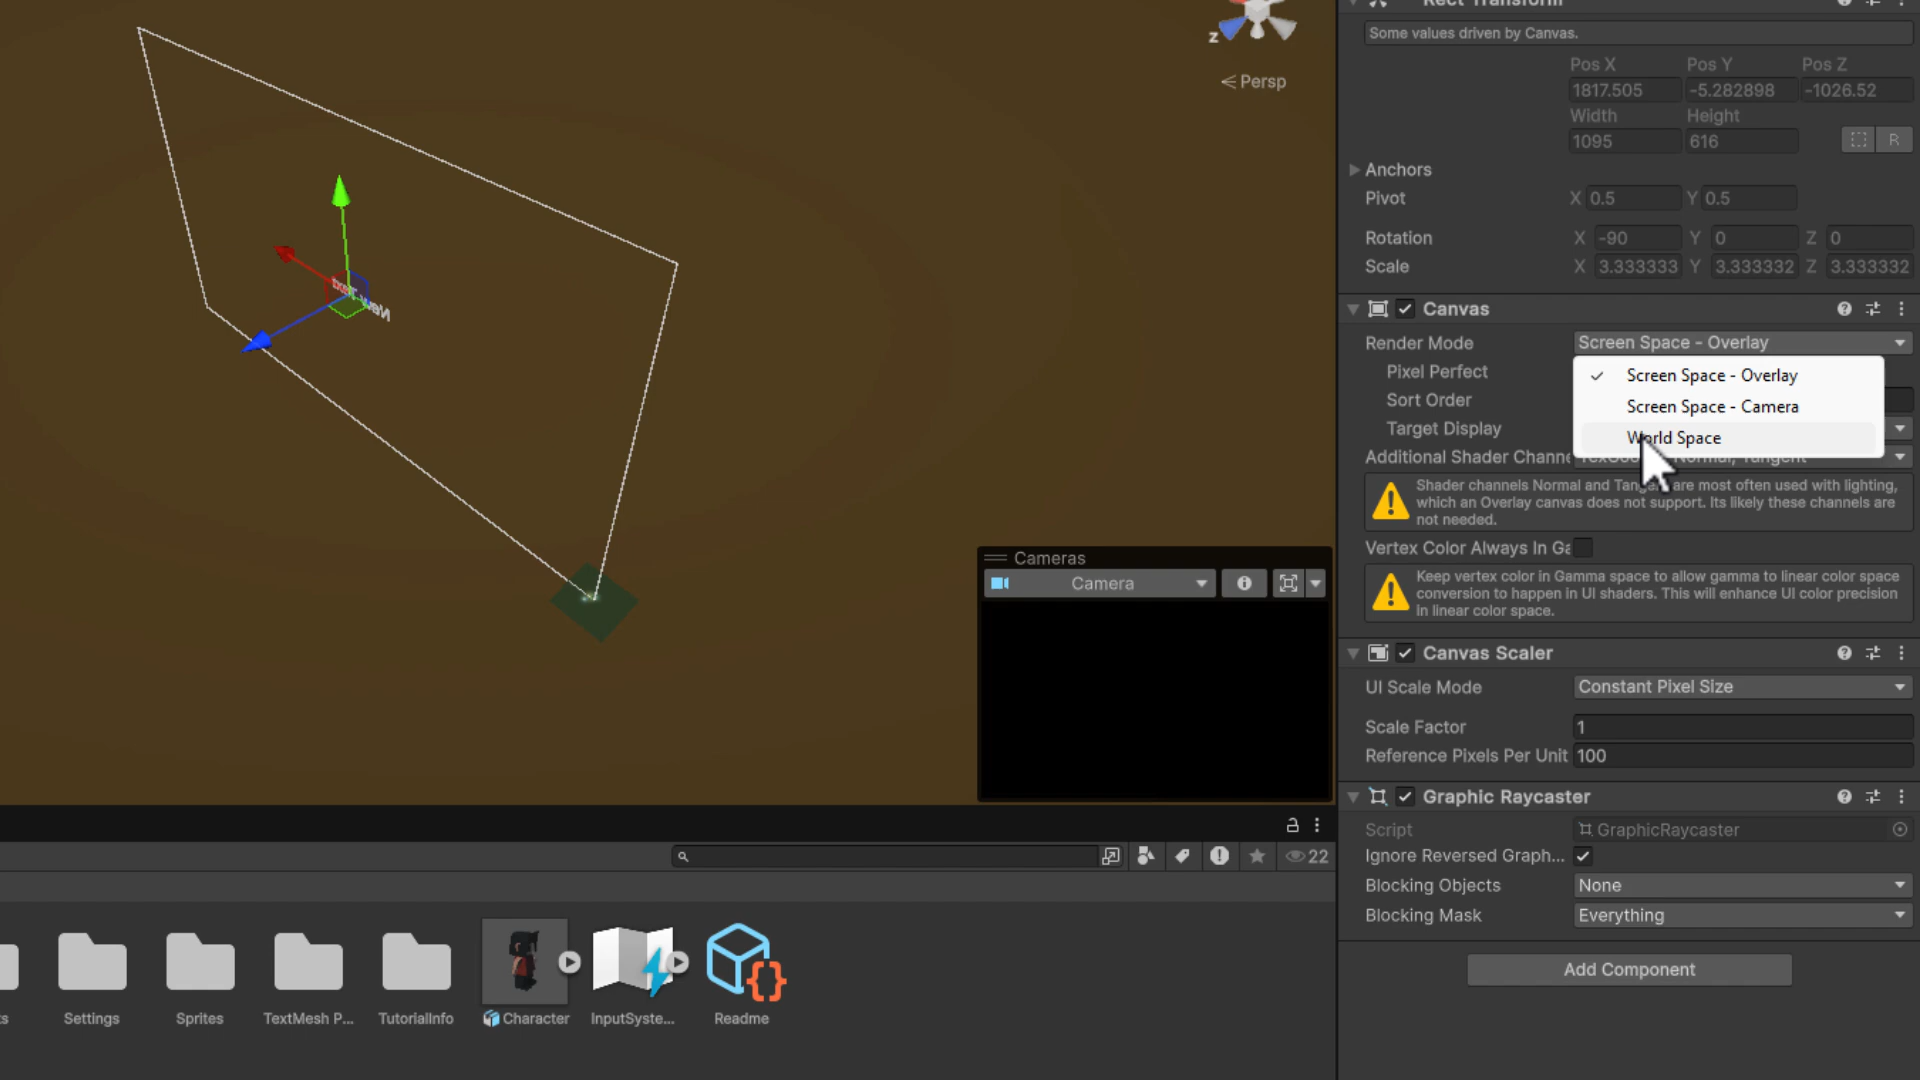 Rect Transform
Some values driven by Canvas.
Pos X Pos Y Pos Z
1817.505 -5.282898 -1026.52
Width Height
1095 616
R
Anchors
Pivot X 0.5 Y 0.5
Rotation X -90 Y 0 Z 0
Scale X 3.333333 Y 3.333332 Z 3.333332
Canvas
Render Mode Screen Space - Overlay
Pixel Perfect
Sort Order
Target Display
Screen Space - Overlay
Screen Space - Camera
World Space
Additional Shader Channe
Shader channels Normal and are most often used with lighting,
which an Overlay canvas does not support. Its likely these channels are
not needed.
Vertex Color Always In Ga
Keep vertex color in Gamma space to allow gamma to linear color space
conversion to happen in UI shaders. This will enhance UI color precision
in linear color space.
Canvas Scaler
UI Scale Mode Constant Pixel Size
Scale Factor 1
Reference Pixels Per Unit 100
Graphic Raycaster
Script GraphicRaycaster
Ignore Reversed Graph...
Blocking Objects None
Blocking Mask Everything
Add Component
z
< Persp
New Text
Cameras
Camera
22
s
Settings
Sprites
TextMesh P...
TutorialInfo
Character
InputSyste...
Readme